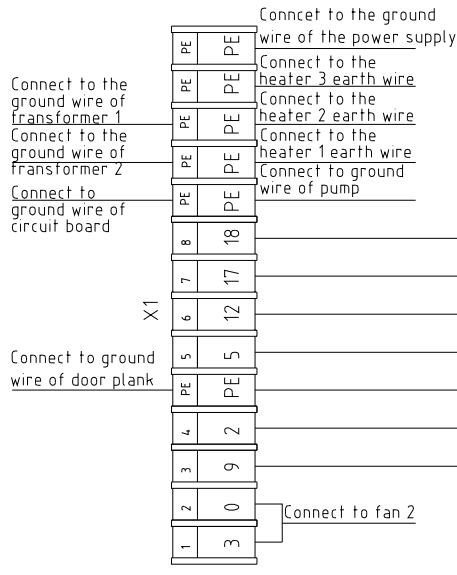 Conncet to the ground
wire of the power supply
PE PE
Connect to the
heater 3 earth wire
PE PE
Connect to the
ground wire of
transformer 1
Connect to the
heater 2 earth wire
PE PE
Connect to the
ground wire of
transformer 2
Connect to the
heater 1 earth wire
PE PE
Connect to
ground wire of
circuit board
Connect to ground
wire of pump
PE PE
8 18
7 17
X1
6 12
5 5
Connect to ground
wire of door plank
PE PE
4 2
3 9
2 0
Connect to fan 2
1 3